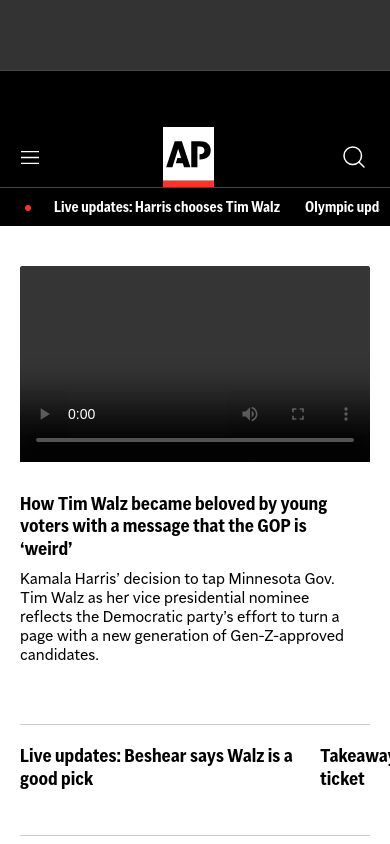 AP
Live updates: Harris chooses Tim Walz
Olympic upd
0:00
How Tim Walz became beloved by young
voters with a message that the GOP is
‘weird’
Kamala Harris’ decision to tap Minnesota Gov.
Tim Walz as her vice presidential nominee
reflects the Democratic party’s effort to turn a
page with a new generation of Gen-Z-approved
candidates.
Live updates: Beshear says Walz is a
good pick
Takeaway
ticket